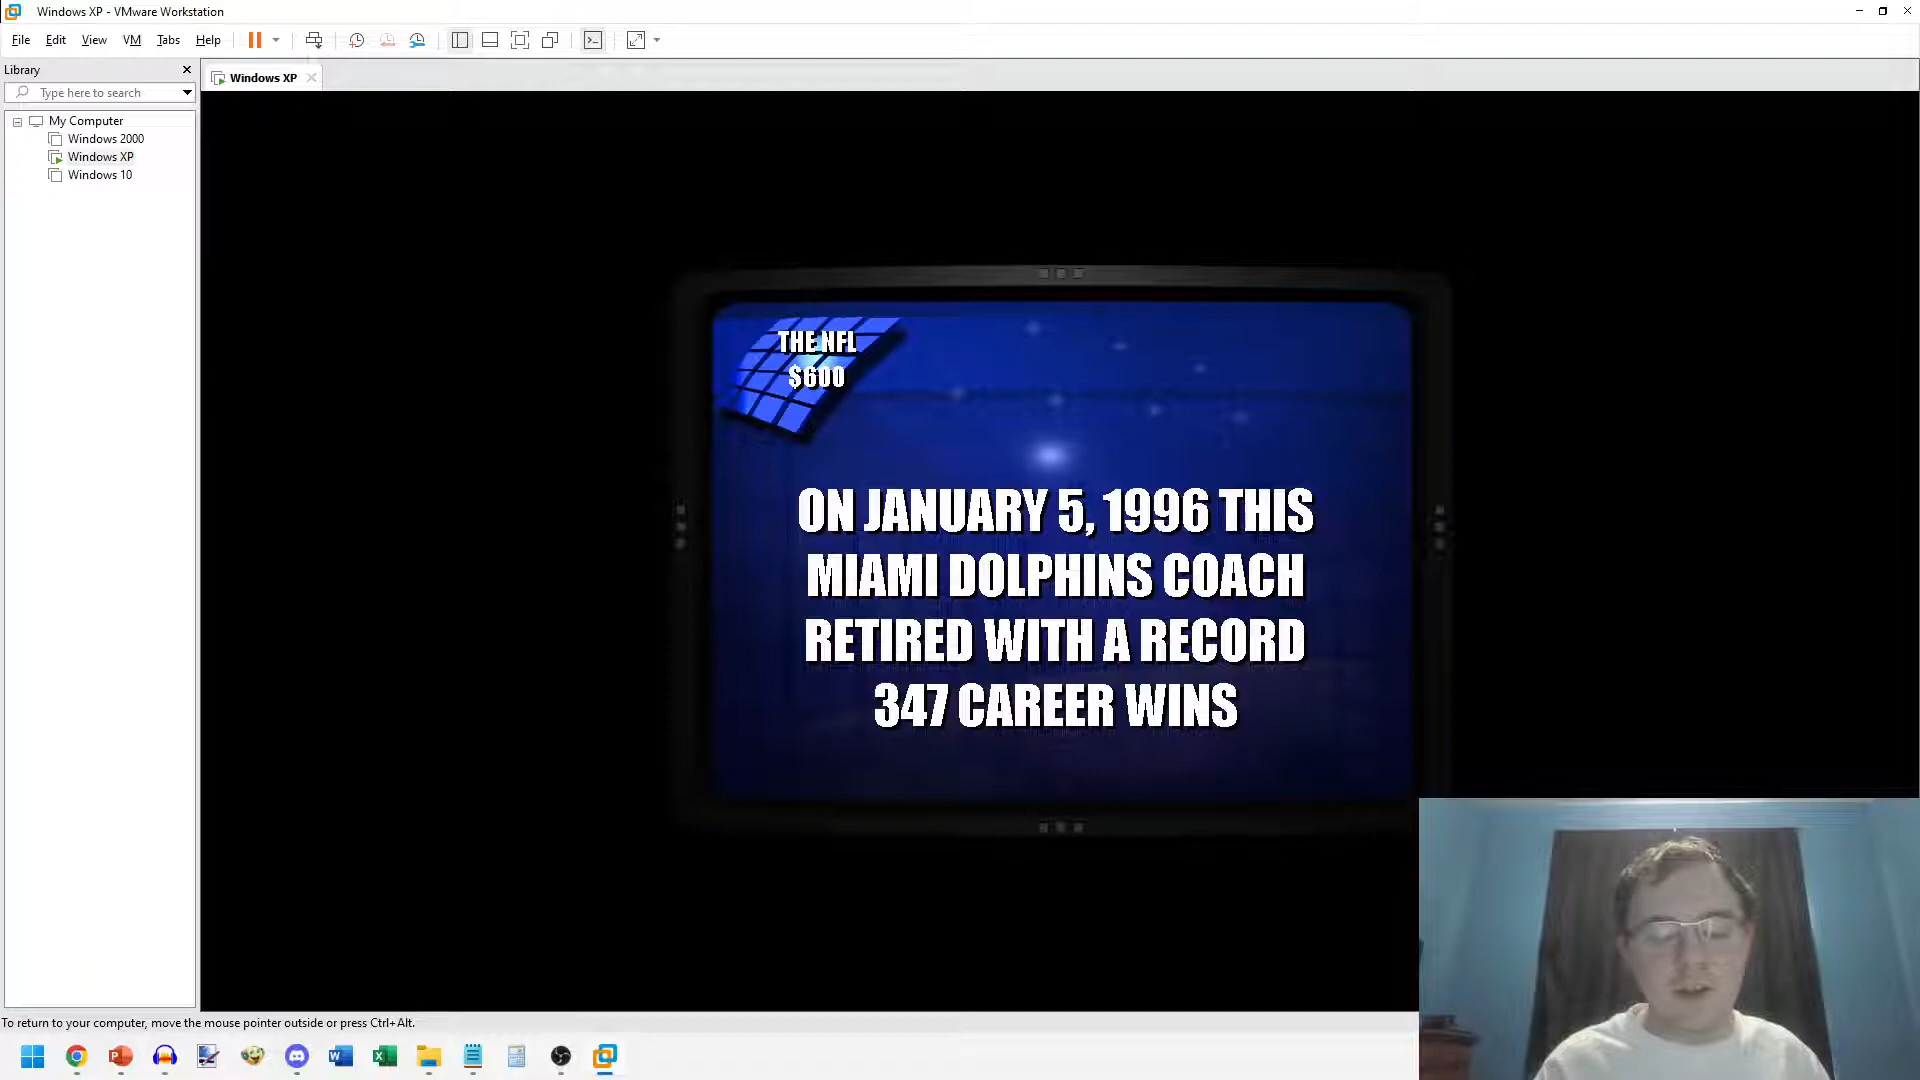 Windows XP - VMware Workstation
File Edit View VM Tabs Help
Library
Windows XP
Type here to search
My Computer
Windows 2000
Windows XP
Windows 10
THE NFL
$600
ON JANUARY 5, 1996 THIS
MIAMI DOLPHINS COACH
RETIRED WITH A RECORD
347 CAREER WINS
To return to your computer, move the mouse pointer outside or press Ctrl+Alt.